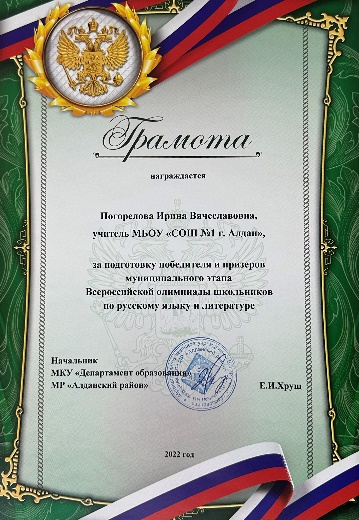 Грамота
награждается
Погорелова Ирина Вячеславовна,
учитель МБОУ «СОШ №1 г. Алдан»,
за подготовку победителя и призеров
муниципального этапа
Всероссийской олимпиады школьников
по русскому языку и литературе
Начальник
МКУ «Департамент образования»
МР «Алданский район» Е.И.Хруш
2022 год